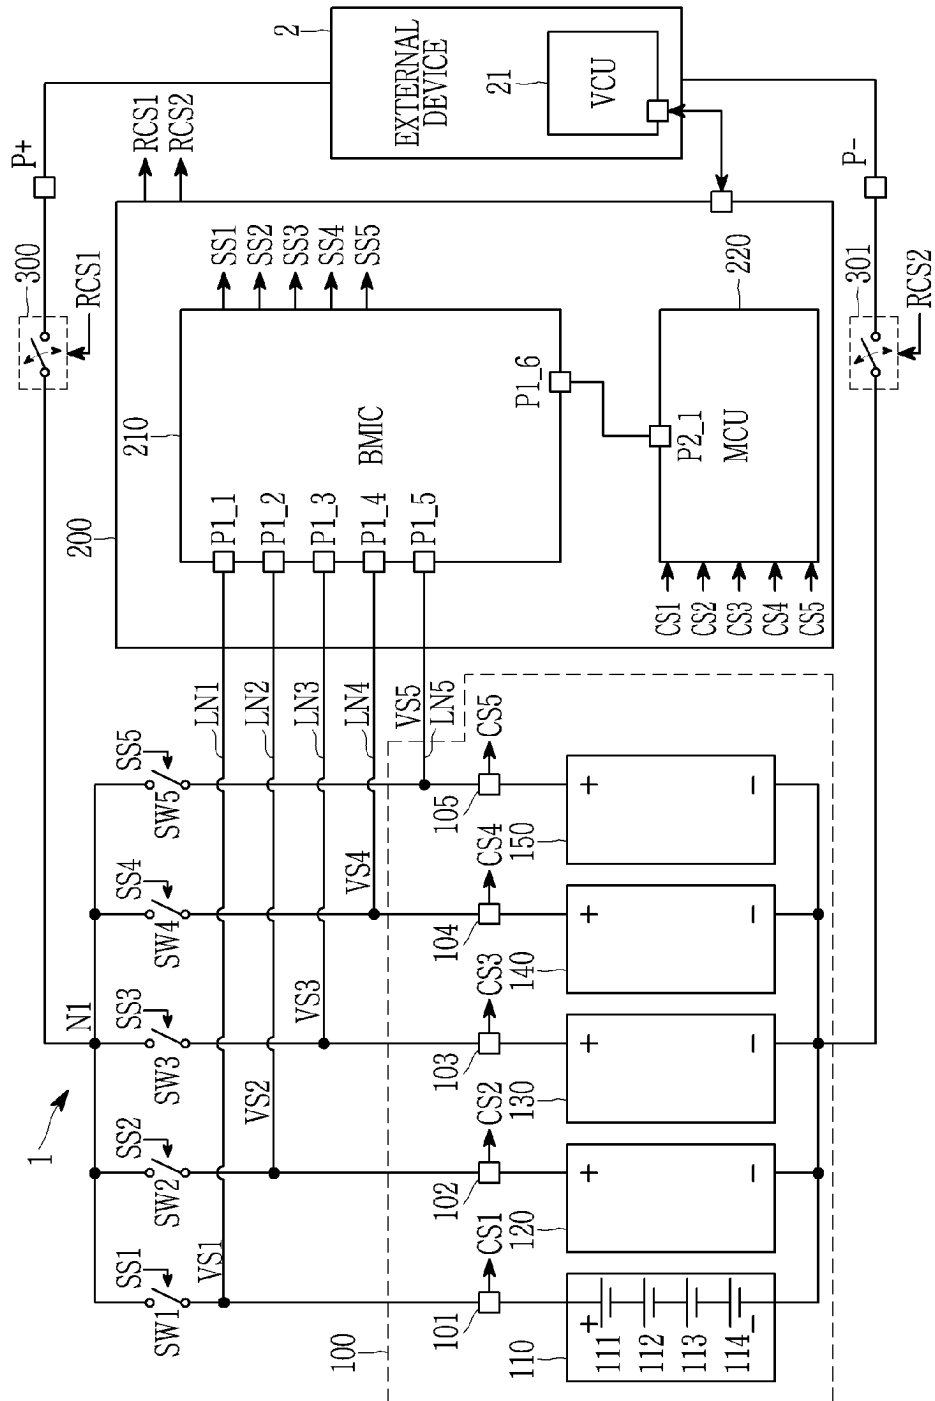 1
N1
SS1
SS2
SS3
SS4
SS5
SW1
SW2
SW3
SW4
SW5
VS1
VS2
VS3
VS4
VS5
LN1
LN2
LN3
LN4
LN5
100
101
102
103
104
105
CS1
CS2
CS3
CS4
CS5
110
120
130
140
150
+
111
112
113
114
−
+
−
+
−
+
−
+
−
200
210
BMIC
P1_1
P1_2
P1_3
P1_4
P1_5
P1_6
SS1
SS2
SS3
SS4
SS5
220
MCU
P2_1
CS1
CS2
CS3
CS4
CS5
300
RCS1
301
RCS2
P+
P-
RCS1
RCS2
2
EXTERNAL
DEVICE
21
VCU